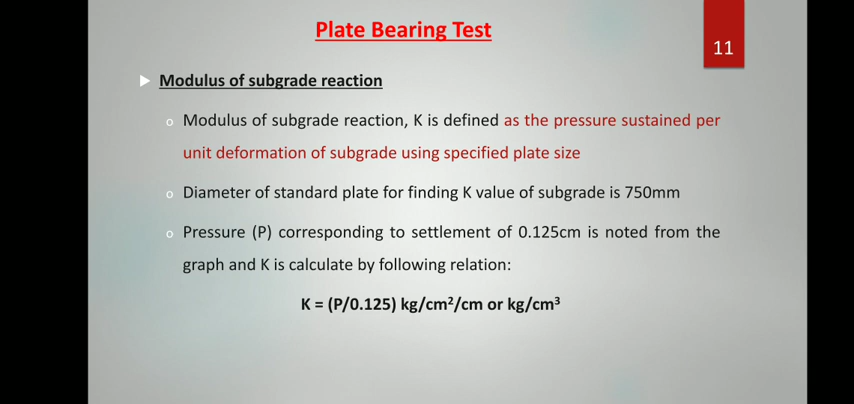 Plate Bearing Test
11
Modulus of subgrade reaction
o Modulus of subgrade reaction, K is defined as the pressure sustained per
unit deformation of subgrade using specified plate size
o Diameter of standard plate for finding K value of subgrade is 750mm
o Pressure (P) corresponding to settlement of 0.125cm is noted from the
graph and K is calculate by following relation:
K = (P/0.125) kg/cm²/cm or kg/cm³